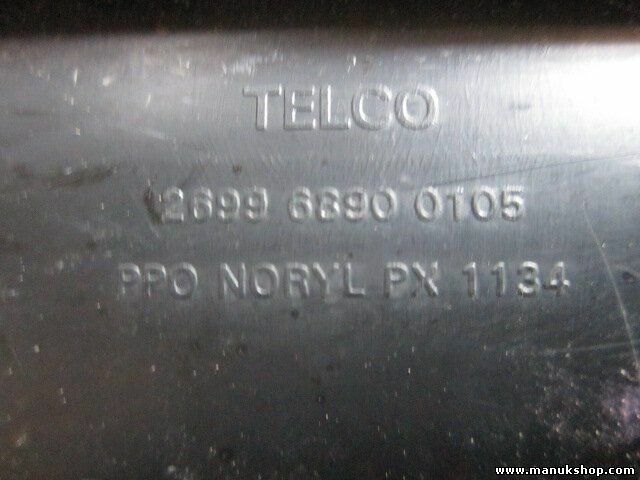 TELCO
2699 6890 0105
PPO NORYL PX 1134
www.manukshop.com